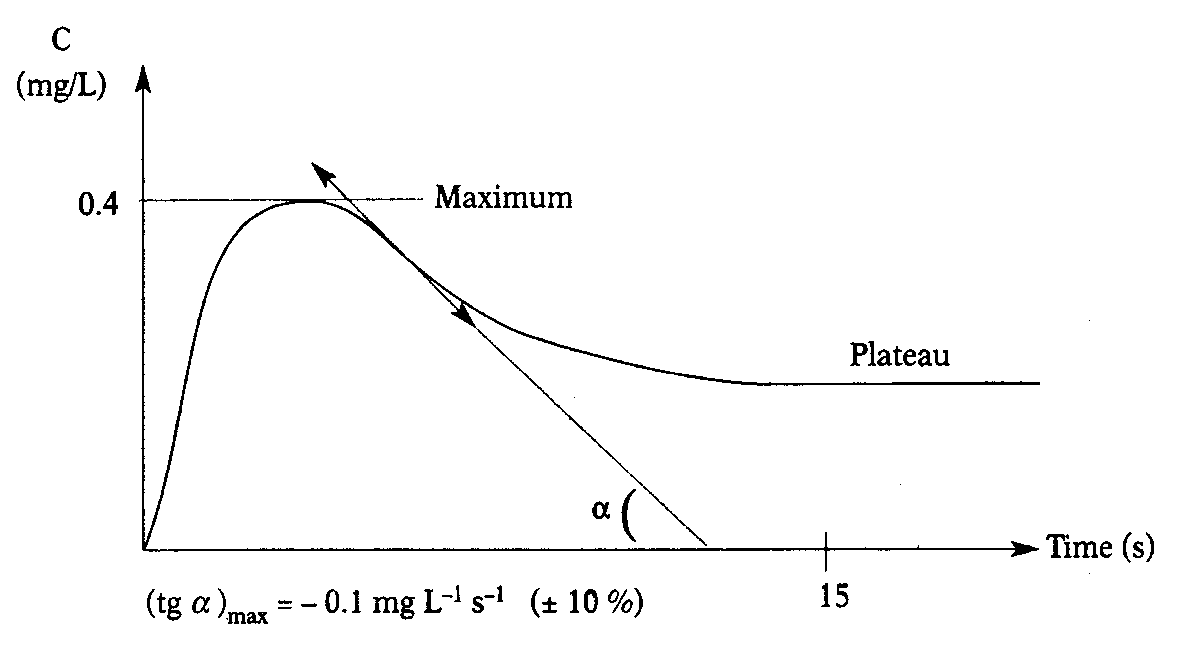 C
(mg/L)
0.4
Maximum
Plateau
α
Time (s)
15
(tg α)max = – 0.1 mg L⁻¹ s⁻¹ (± 10 %)